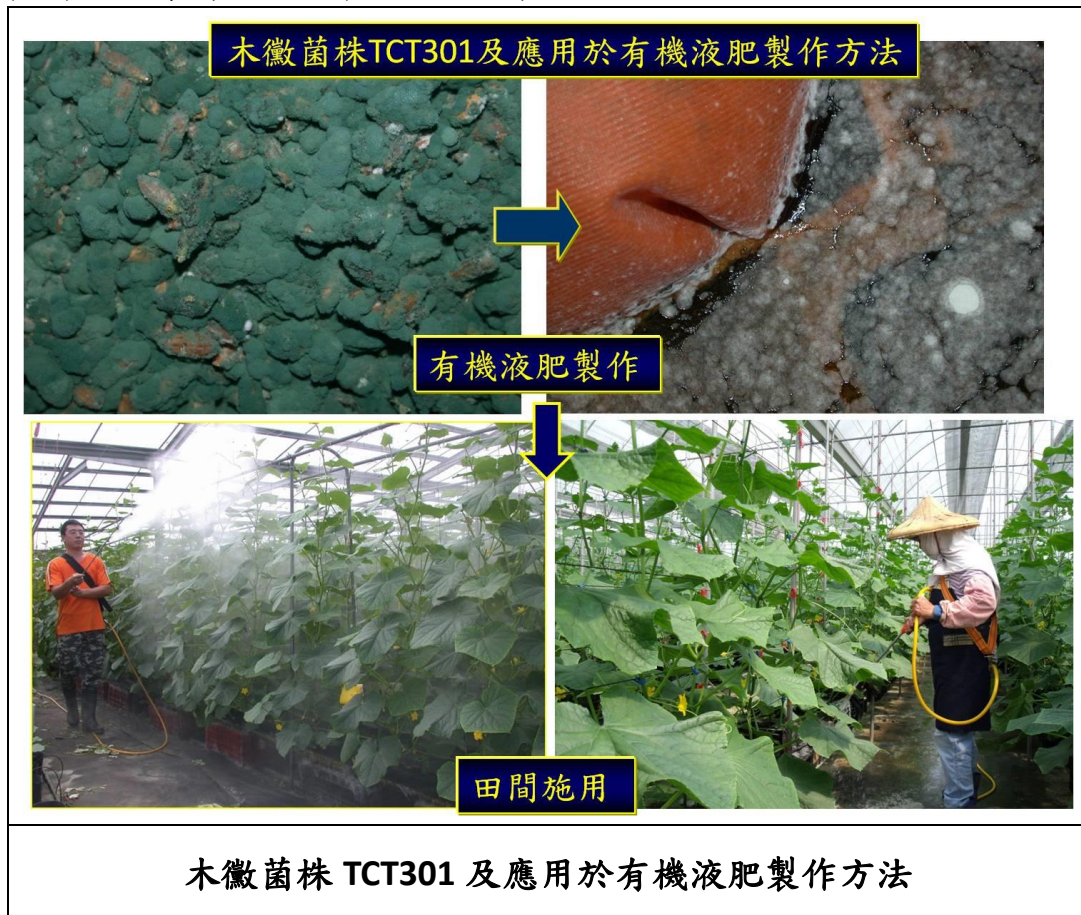 木黴菌株TCT301及應用於有機液肥製作方法
有機液肥製作
田間施用
木黴菌株 TCT301 及應用於有機液肥製作方法